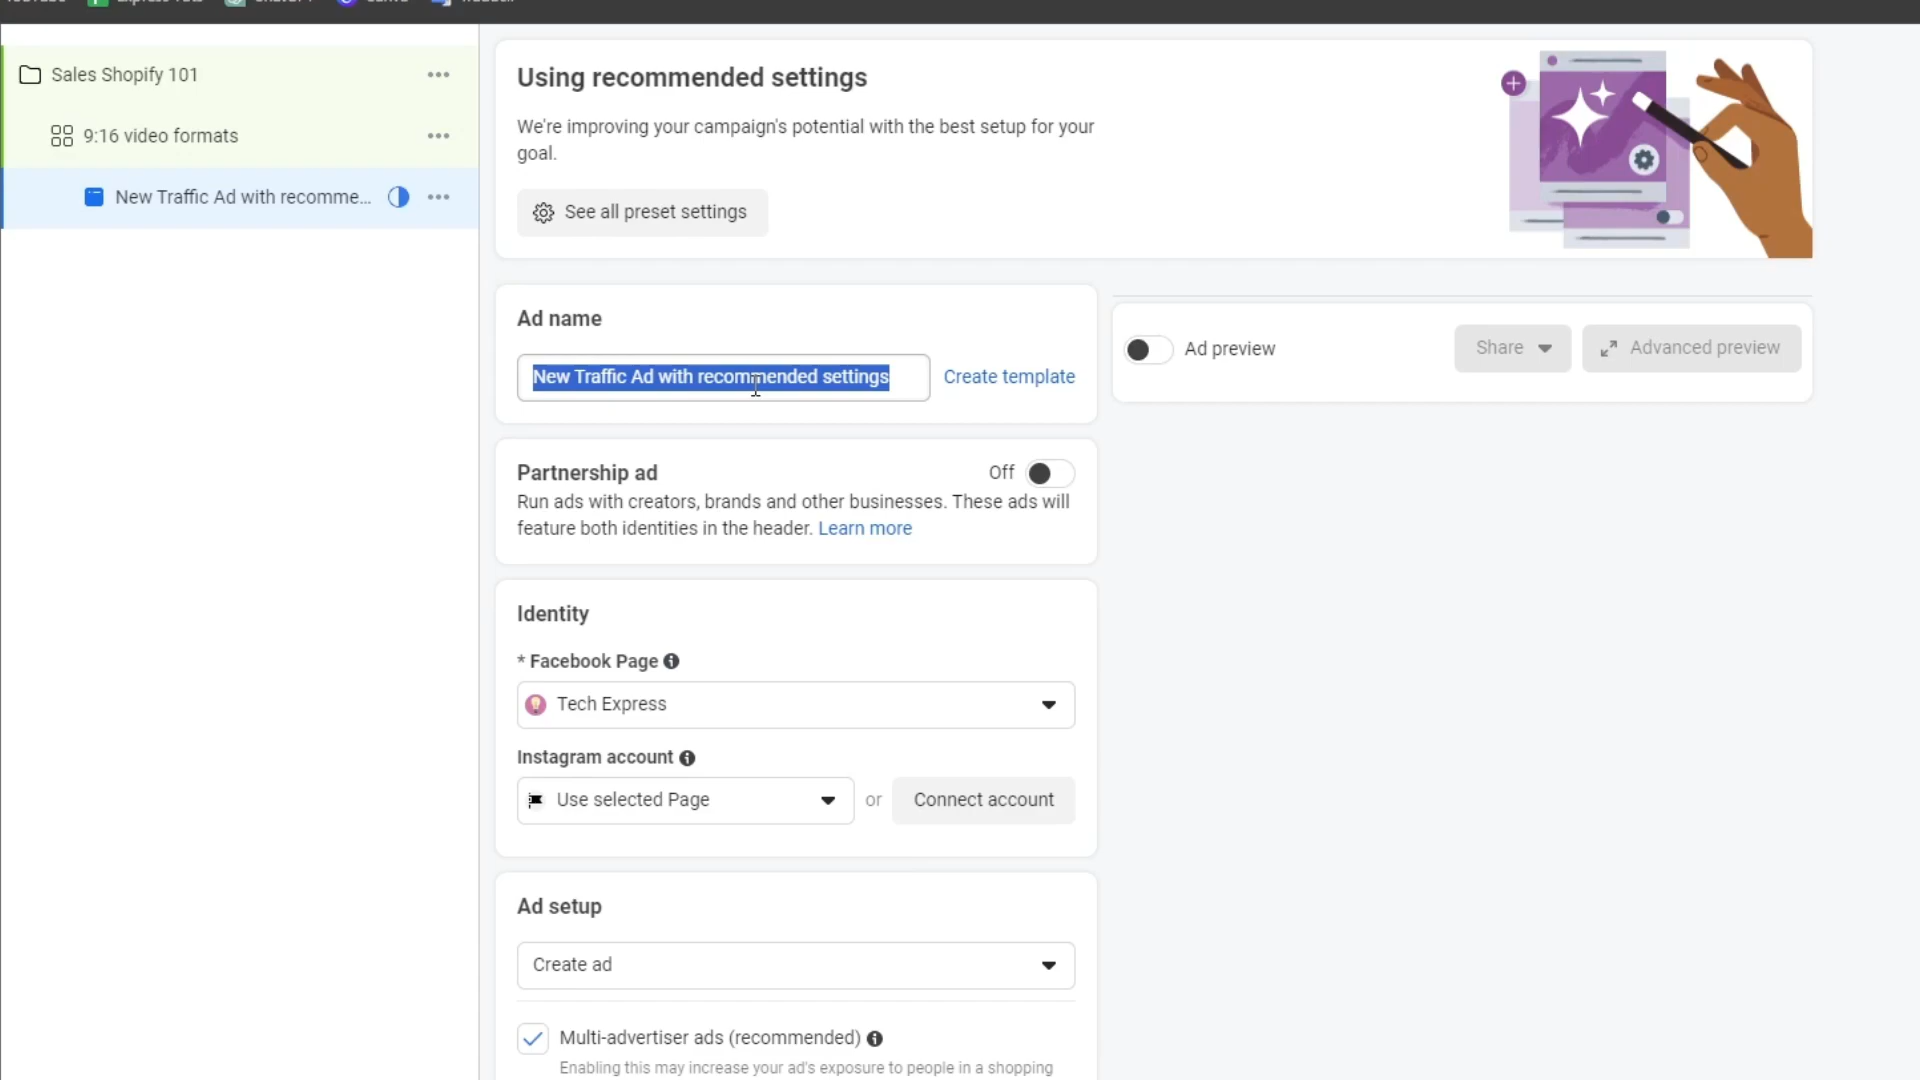 Sales Shopify 101
9:16 video formats
New Traffic Ad with recomme...
Using recommended settings
We're improving your campaign's potential with the best setup for your
goal.
See all preset settings
Ad name
New Traffic Ad with recommended settings
Create template
Ad preview
Share
Advanced preview
Partnership ad
Off
Run ads with creators, brands and other businesses. These ads will
feature both identities in the header. Learn more
Identity
* Facebook Page
Tech Express
Instagram account
Use selected Page
or
Connect account
Ad setup
Create ad
Multi-advertiser ads (recommended)
Enabling this may increase your ad's exposure to people in a shopping